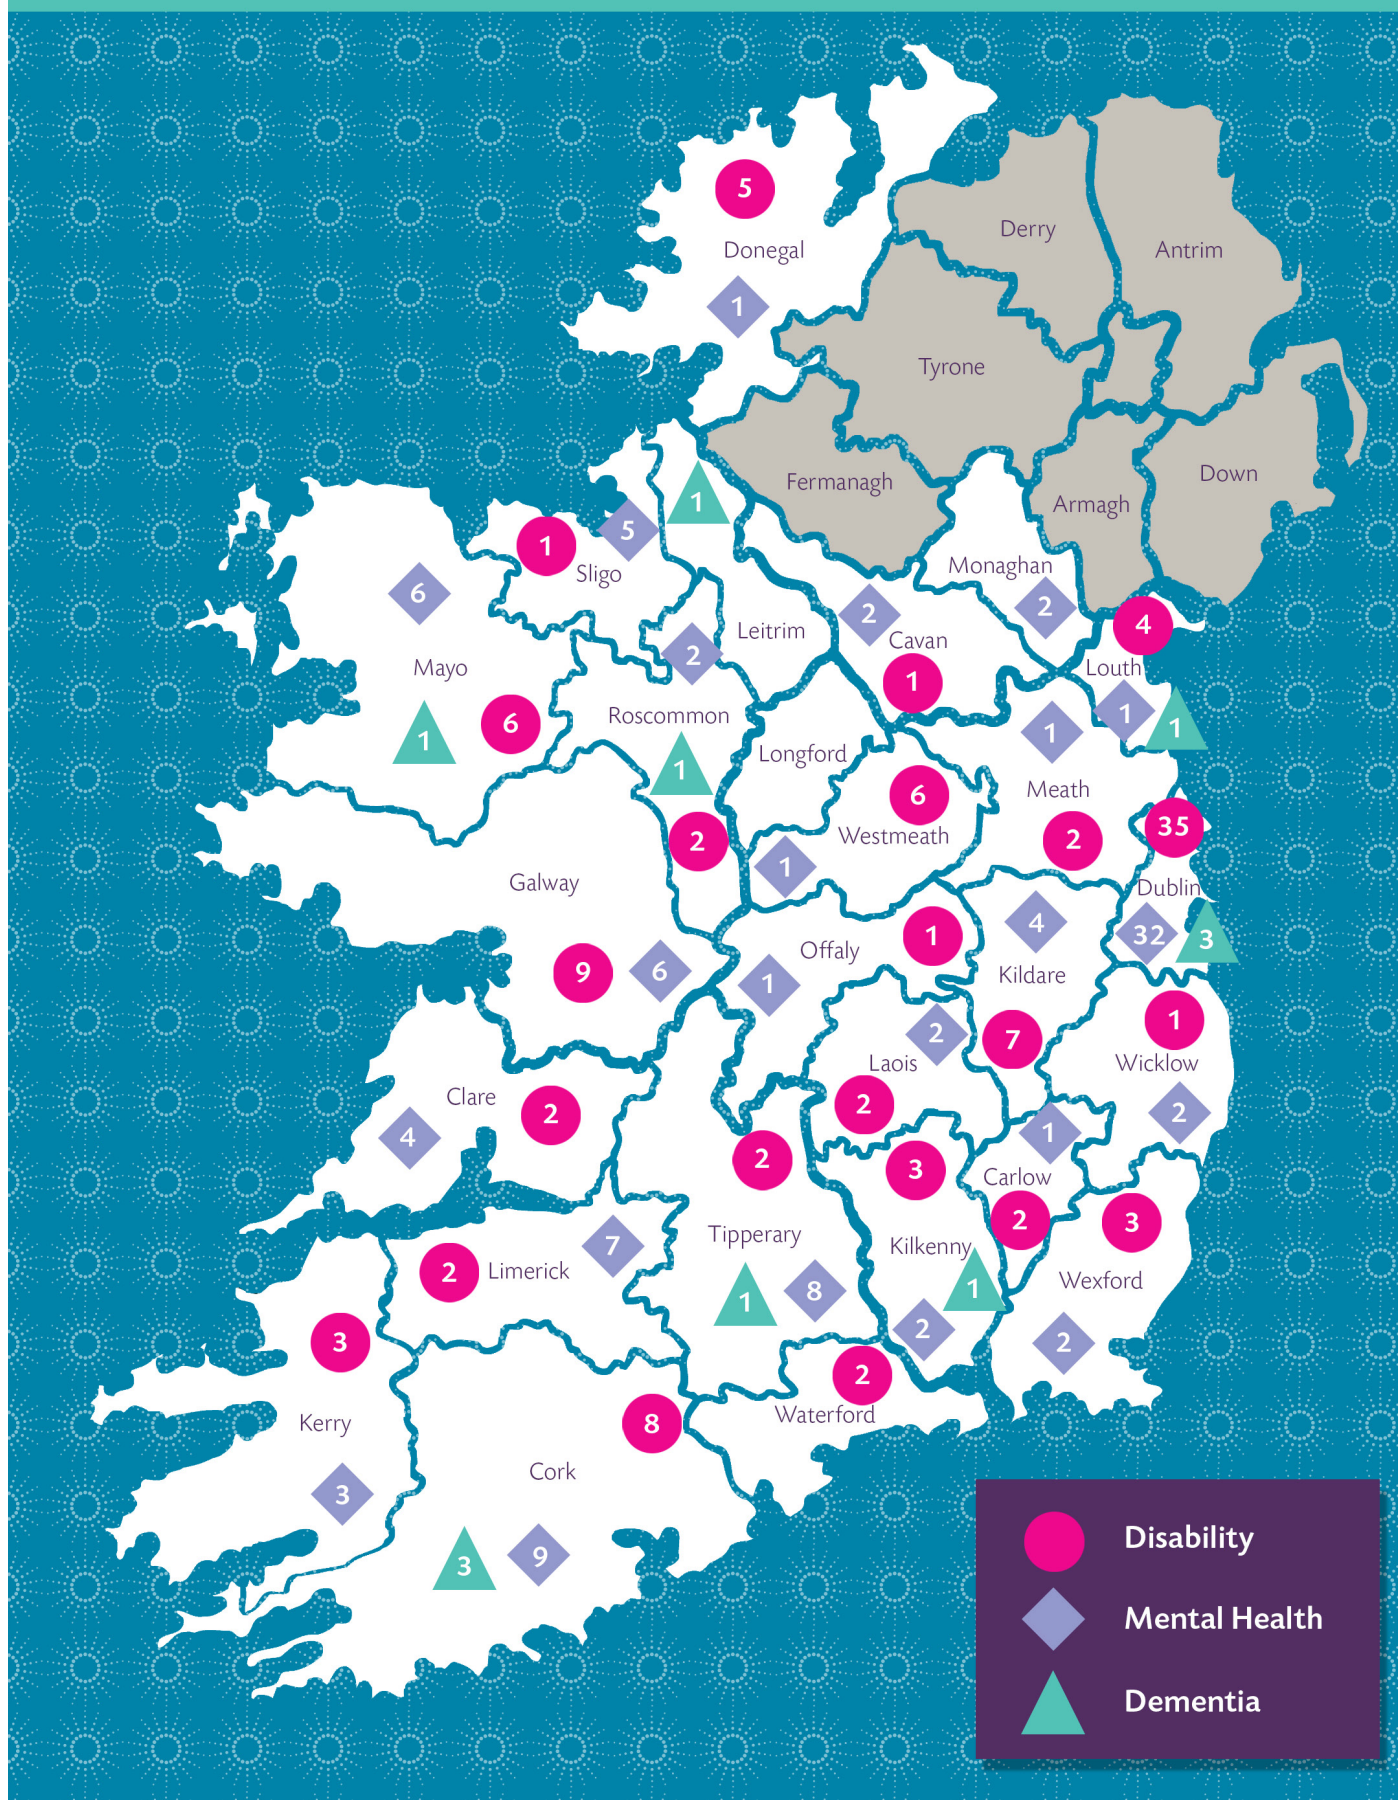 5
Donegal
1
Derry
Antrim
Tyrone
Fermanagh
Armagh
Down
1
5
1
Sligo
Monaghan
2
6
Mayo
1
6
2
Leitrim
2
Cavan
1
4
Louth
1
1
Roscommon
1
2
Longford
6
Westmeath
1
1
Meath
2
35
Dublin
32
3
Galway
9
6
Offaly
1
1
4
Kildare
7
2
Laois
2
1
Wicklow
2
Clare
2
4
2
Tipperary
1
8
3
Kilkenny
1
2
1
Carlow
2
3
Wexford
2
7
2
Limerick
3
Kerry
3
8
Cork
3
9
2
Waterford
Disability
Mental Health
Dementia